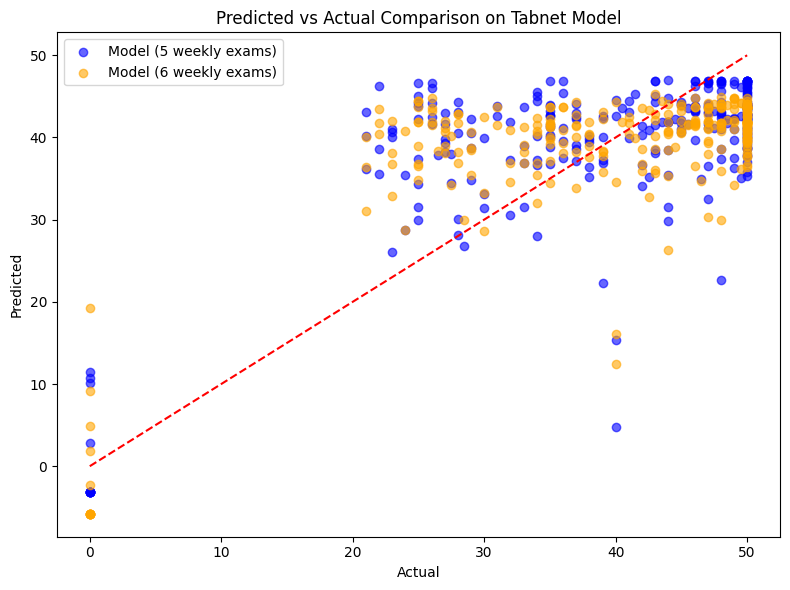 Predicted vs Actual Comparison on Tabnet Model
Model (5 weekly exams)
Model (6 weekly exams)
50
40
30
20
10
0
Predicted
0 10 20 30 40 50
Actual